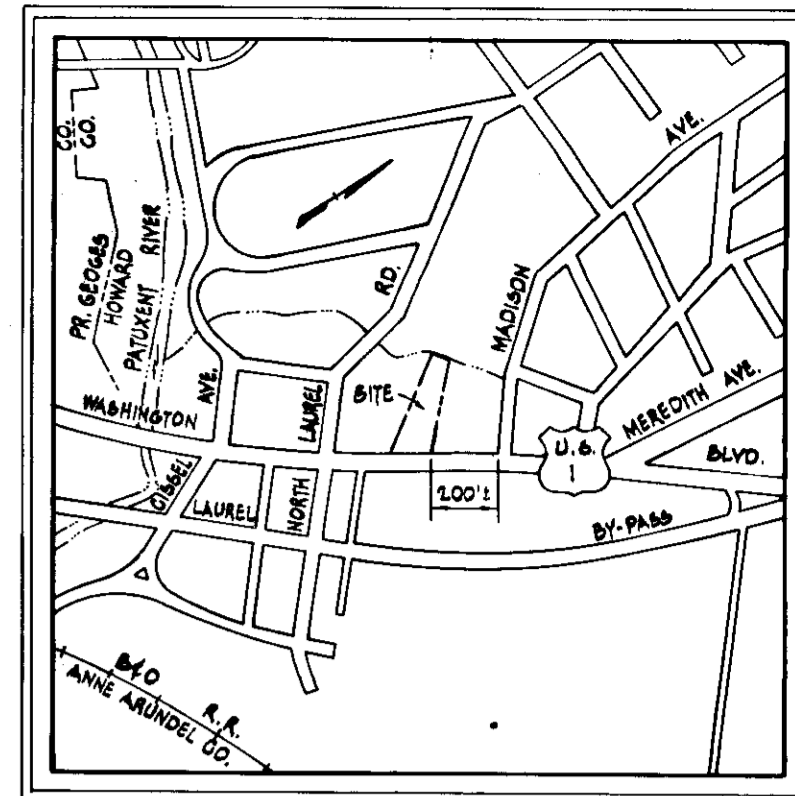 AVE.
CO.
CO.
PR. GEOGES
HOWARD
PATUXENT RIVER
RD.
MADISON
AVE.
LAUREL
SITE
WASHINGTON
MEREDITH AVE.
U.S.
1
BLVD.
CISSEL
LAUREL
NORTH
200'±
BY-PASS
B&O
R.R.
ANNE ARUNDEL CO.